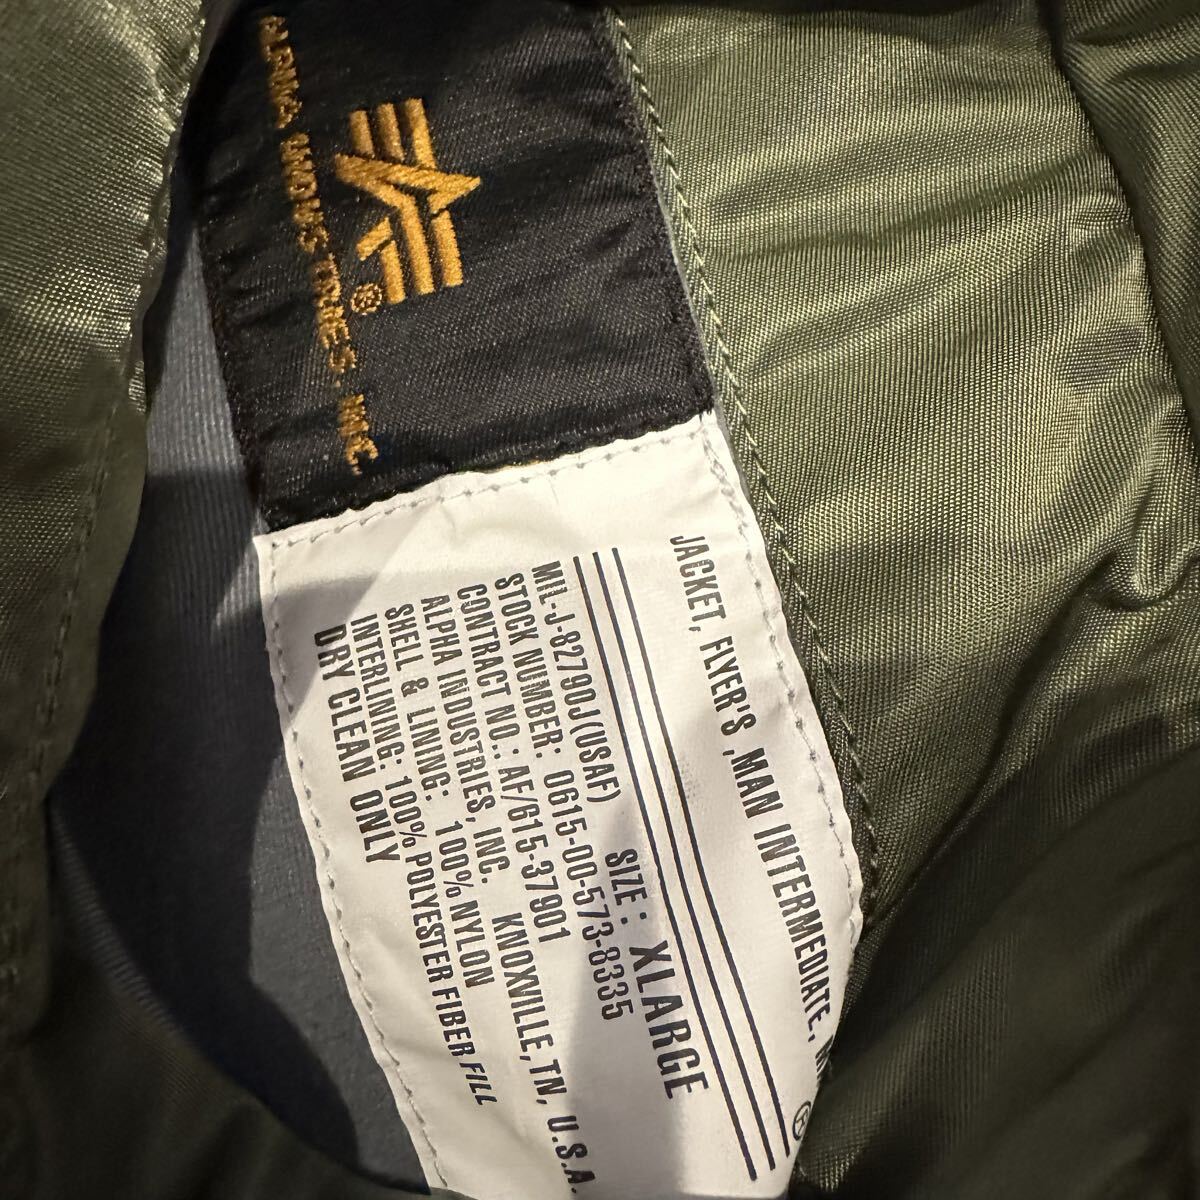 ALPHA INDUSTRIES, INC.
®
JACKET, FLYER'S ,MAN INTERMEDIATE,
®
SIZE: XLARGE
MIL-J-82790J(USAF)
STOCK NUMBER: 0615-00-573-8335
CONTRACT NO.: AF/615-37901
ALPHA INDUSTRIES, INC. KNOXVILLE, TN, U.S.A.
SHELL & LINING: 100% NYLON
INTERLINING: 100% POLYESTER FIBER FILL
DRY CLEAN ONLY